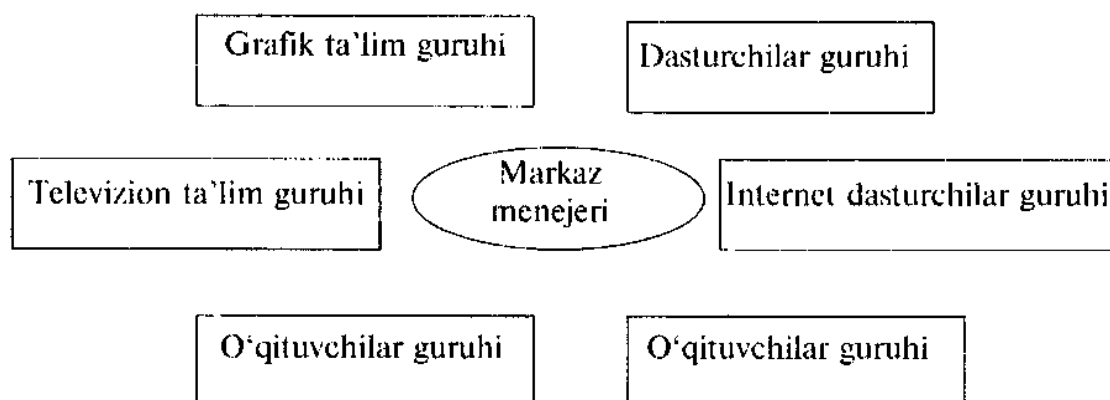 Grafik ta’lim guruhi
Dasturchilar guruhi
Televizion ta’lim guruhi
Markaz
menejeri
Internet dasturchilar guruhi
O‘qituvchilar guruhi
O‘qituvchilar guruhi